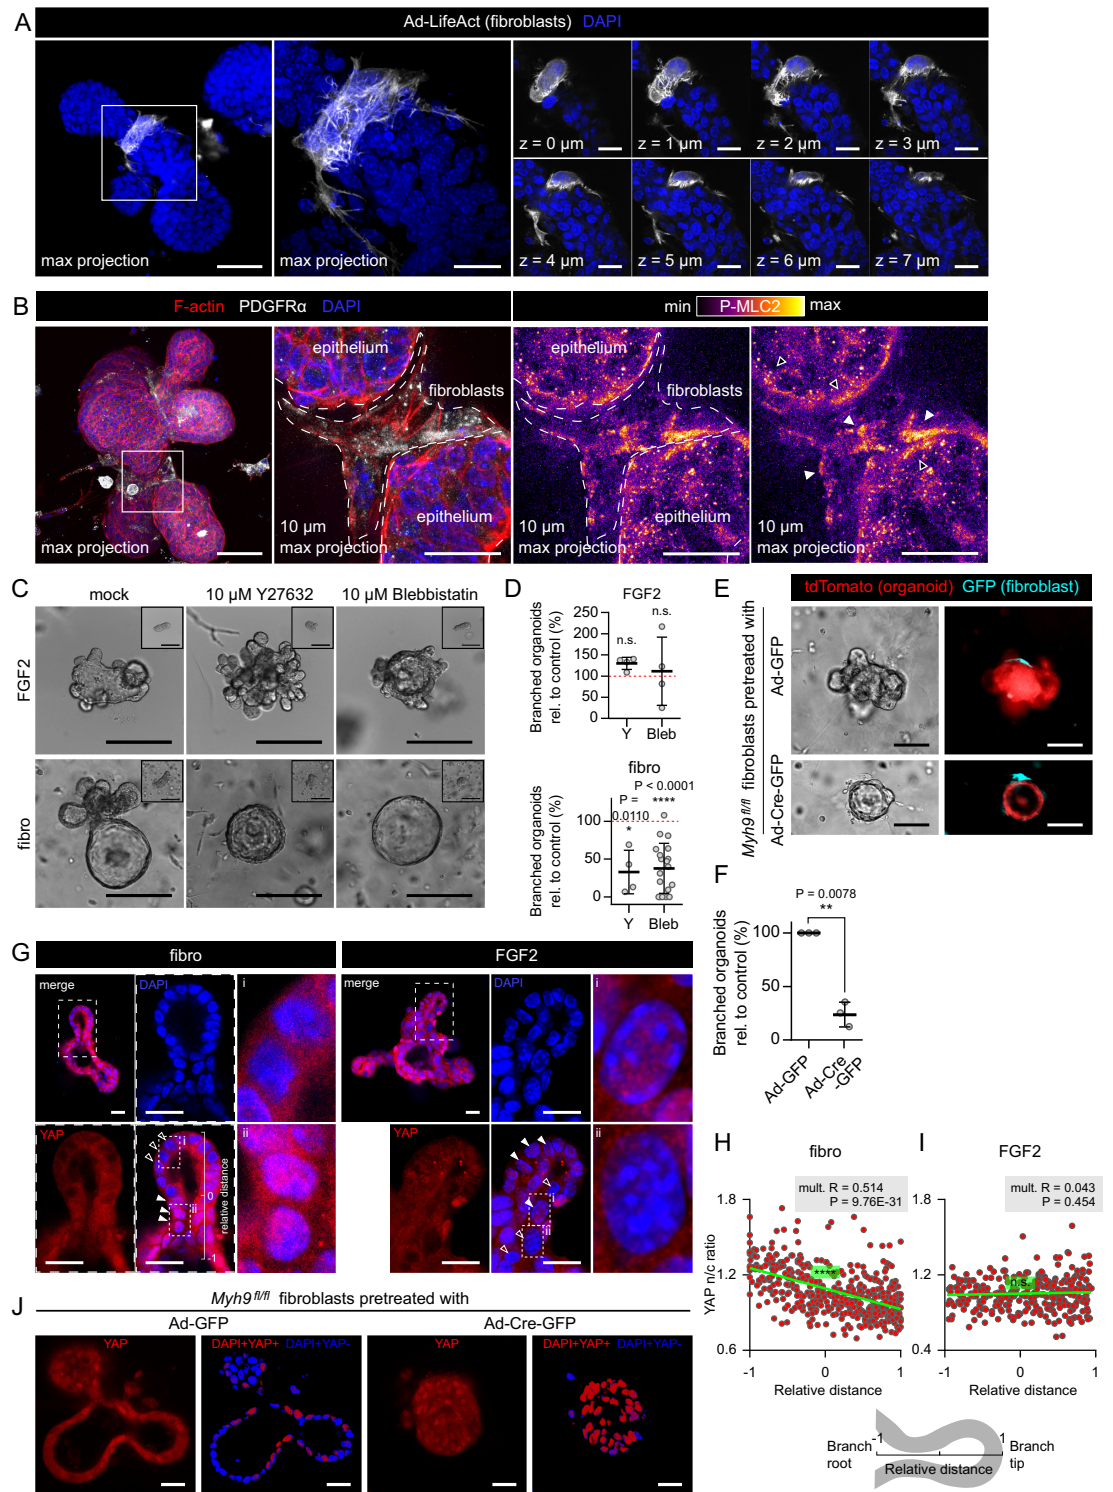 A
Ad-LifeAct (fibroblasts) DAPI
max projection
max projection
z = 0 µm
z = 1 µm
z = 2 µm
z = 3 µm
z = 4 µm
z = 5 µm
z = 6 µm
z = 7 µm
B
F-actin PDGFRα DAPI
min P-MLC2 max
max projection
epithelium
fibroblasts
epithelium
10 µm
max projection
epithelium
fibroblasts
epithelium
10 µm
max projection
C
mock
10 µM Y27632
10 µM Blebbistatin
FGF2
fibro
D
FGF2
Branched organoids
rel. to control (%)
250
200
150
100
50
0
n.s.
n.s.
Y
Bleb
fibro
Branched organoids
rel. to control (%)
P < 0.0001
P =
0.0110
****
*
100
50
0
Y
Bleb
E
tdTomato (organoid) GFP (fibroblast)
Myh9 fl/fl fibroblasts pretreated with
Ad-GFP
Ad-Cre-GFP
F
P = 0.0078
**
Branched organoids
rel. to control (%)
100
50
0
Ad-GFP
Ad-Cre
-GFP
G
fibro
FGF2
merge
DAPI
i
YAP
i
ii
0
-1
relative distance
ii
merge
DAPI
i
YAP
i
ii
ii
H
fibro
mult. R = 0.514
P = 9.76E-31
YAP n/c ratio
1.8
1.2
0.6
****
-1
0
1
Relative distance
I
FGF2
mult. R = 0.043
P = 0.454
1.8
1.2
0.4
n.s.
-1
0
1
Relative distance
Branch
root
-1
1
Branch
tip
Relative distance
J
Myh9 fl/fl fibroblasts pretreated with
Ad-GFP
Ad-Cre-GFP
YAP
DAPI+YAP+ DAPI+YAP-
YAP
DAPI+YAP+ DAPI+YAP-